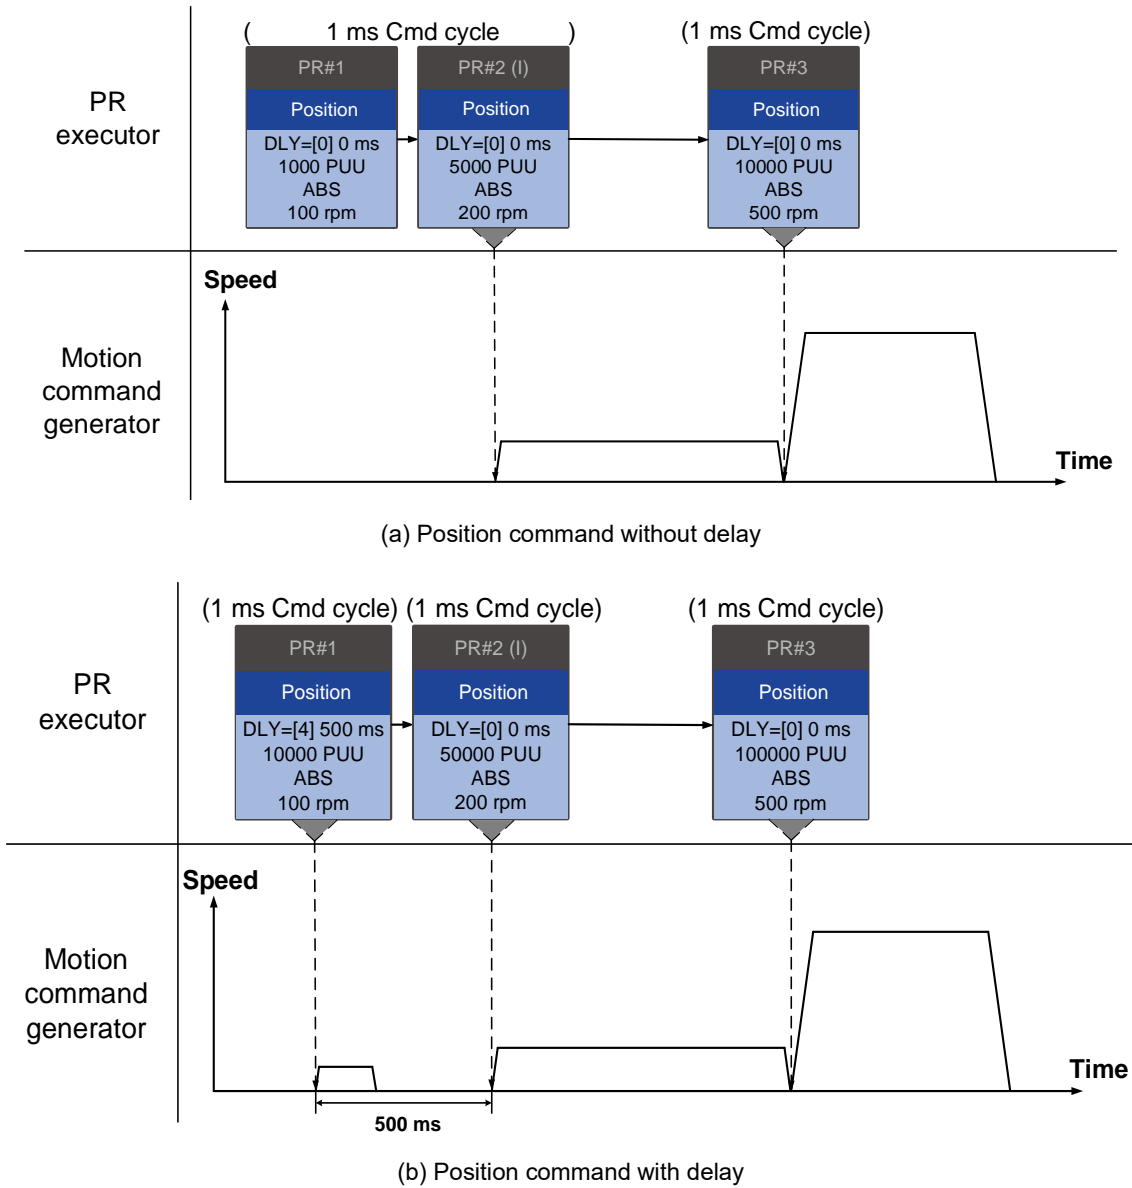 ( 1 ms Cmd cycle )
(1 ms Cmd cycle)
PR
executor
PR#1
Position
DLY=[0] 0 ms
1000 PUU
ABS
100 rpm
PR#2 (I)
Position
DLY=[0] 0 ms
5000 PUU
ABS
200 rpm
PR#3
Position
DLY=[0] 0 ms
10000 PUU
ABS
500 rpm
Motion
command
generator
Speed
Time
(a) Position command without delay
(1 ms Cmd cycle)
(1 ms Cmd cycle)
(1 ms Cmd cycle)
PR
executor
PR#1
Position
DLY=[4] 500 ms
10000 PUU
ABS
100 rpm
PR#2 (I)
Position
DLY=[0] 0 ms
50000 PUU
ABS
200 rpm
PR#3
Position
DLY=[0] 0 ms
100000 PUU
ABS
500 rpm
Motion
command
generator
Speed
Time
500 ms
(b) Position command with delay